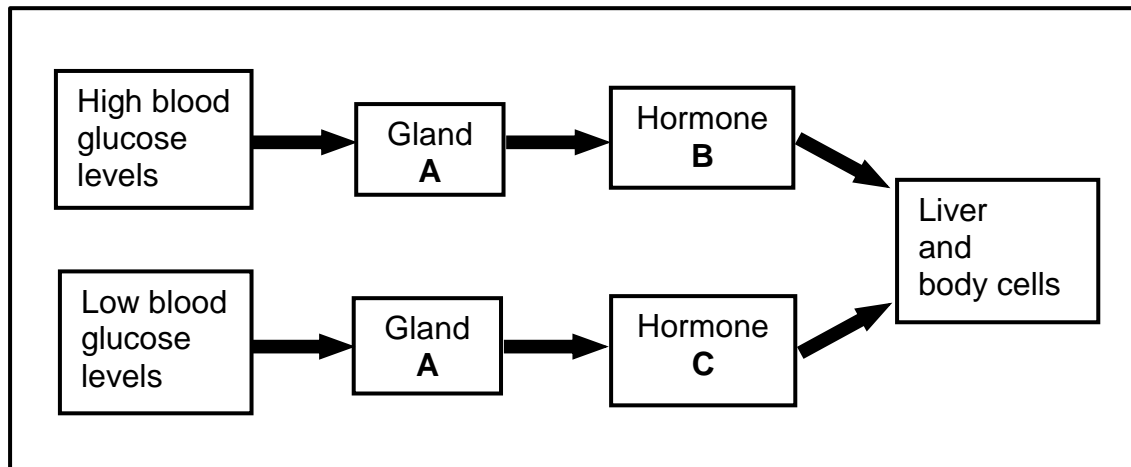 High blood
glucose
levels
Gland
A
Hormone
B
Low blood
glucose
levels
Gland
A
Hormone
C
Liver
and
body cells